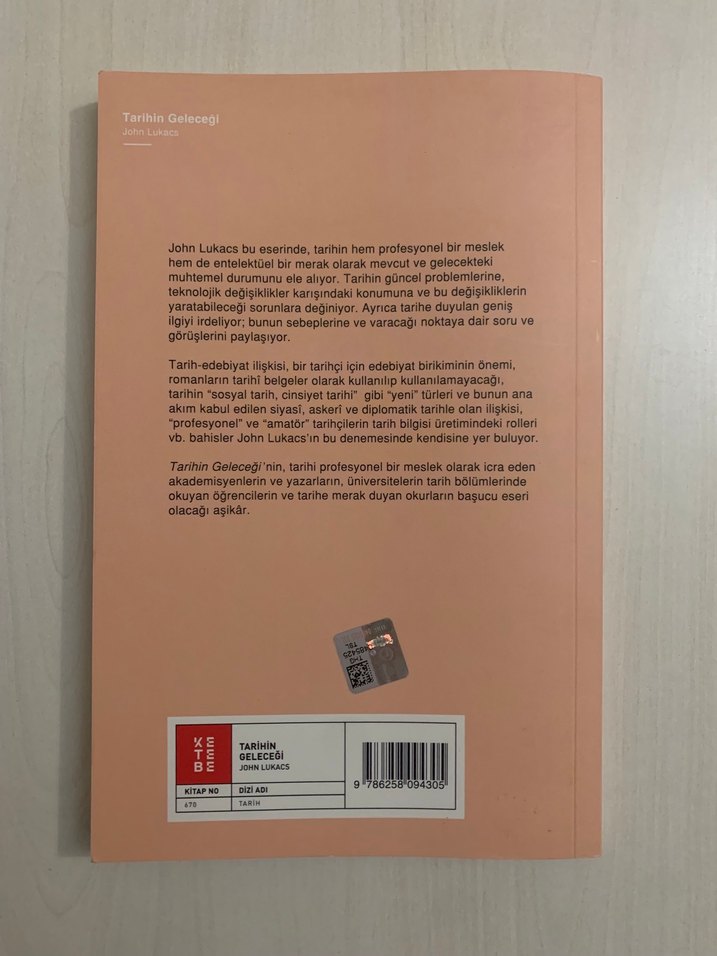 Tarihin Geleceği
John Lukacs
John Lukacs bu eserinde, tarihin hem profesyonel bir meslek
hem de entelektüel bir merak olarak mevcut ve gelecekteki
muhtemel durumunu ele alıyor. Tarihin güncel problemlerine,
teknolojik değişiklikler karşısındaki konumuna ve bu değişikliklerin
yaratabileceği sorunlara değiniyor. Ayrıca tarihe duyulan geniş
ilgiyi irdeliyor; bunun sebeplerine ve varacağı noktaya dair soru ve
görüşlerini paylaşıyor.
Tarih-edebiyat ilişkisi, bir tarihçi için edebiyat birikiminin önemi,
romanların tarihî belgeler olarak kullanılıp kullanılamayacağı,
tarihin “sosyal tarih, cinsiyet tarihi” gibi “yeni” türleri ve bunun ana
akım kabul edilen siyasî, askerî ve diplomatik tarihle olan ilişkisi,
“profesyonel” ve “amatör” tarihçilerin tarih bilgisi üretimindeki rolleri
vb. bahisler John Lukacs’ın bu denemesinde kendisine yer buluyor.
Tarihin Geleceği’nin, tarihi profesyonel bir meslek olarak icra eden
akademisyenlerin ve yazarların, üniversitelerin tarih bölümlerinde
okuyan öğrencilerin ve tarihe merak duyan okurların başucu eseri
olacağı aşikâr.
THG
TBL
KETEBE
TARİHİN
GELECEĞİ
JOHN LUKACS
KİTAP NO
DİZİ ADI
670
TARİH
9 786258 094305